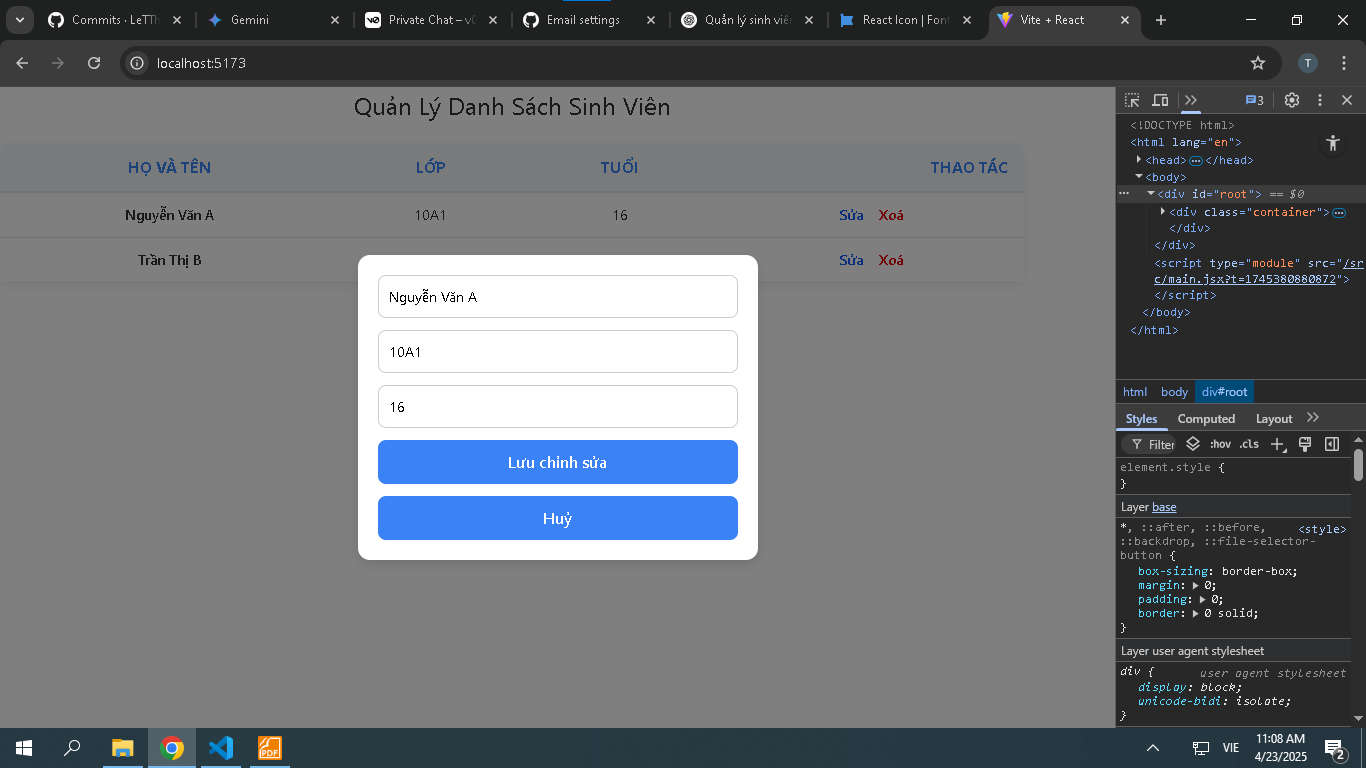 Commits · LeTTh
Gemini
Private Chat – v0
Email settings
Quản lý sinh viên
React Icon | Font
Vite + React
localhost:5173
T
Quản Lý Danh Sách Sinh Viên
HỌ VÀ TÊN LỚP TUỔI THAO TÁC
Nguyễn Văn A 10A1 16 Sửa Xoá
Trần Thị B Sửa Xoá
Nguyễn Văn A
10A1
16
Lưu chỉnh sửa
Huỷ
3
<!DOCTYPE html>
<html lang="en">
<head> </head>
<body>
<div id="root"> == $0
<div class="container">
</div>
</div>
<script type="module" src="/sr
c/main.jsx?t=1745380880872">
</script>
</body>
</html>
html body div#root
Styles Computed Layout
Filter :hov .cls
element.style {
}
Layer base
*, ::after, ::before, <style>
::backdrop, ::file-selector-
button {
box-sizing: border-box;
margin: 0;
padding: 0;
border: 0 solid;
}
Layer user agent stylesheet
div { user agent stylesheet
display: block;
unicode-bidi: isolate;
}
PDF
VIE
11:08 AM
4/23/2025
2